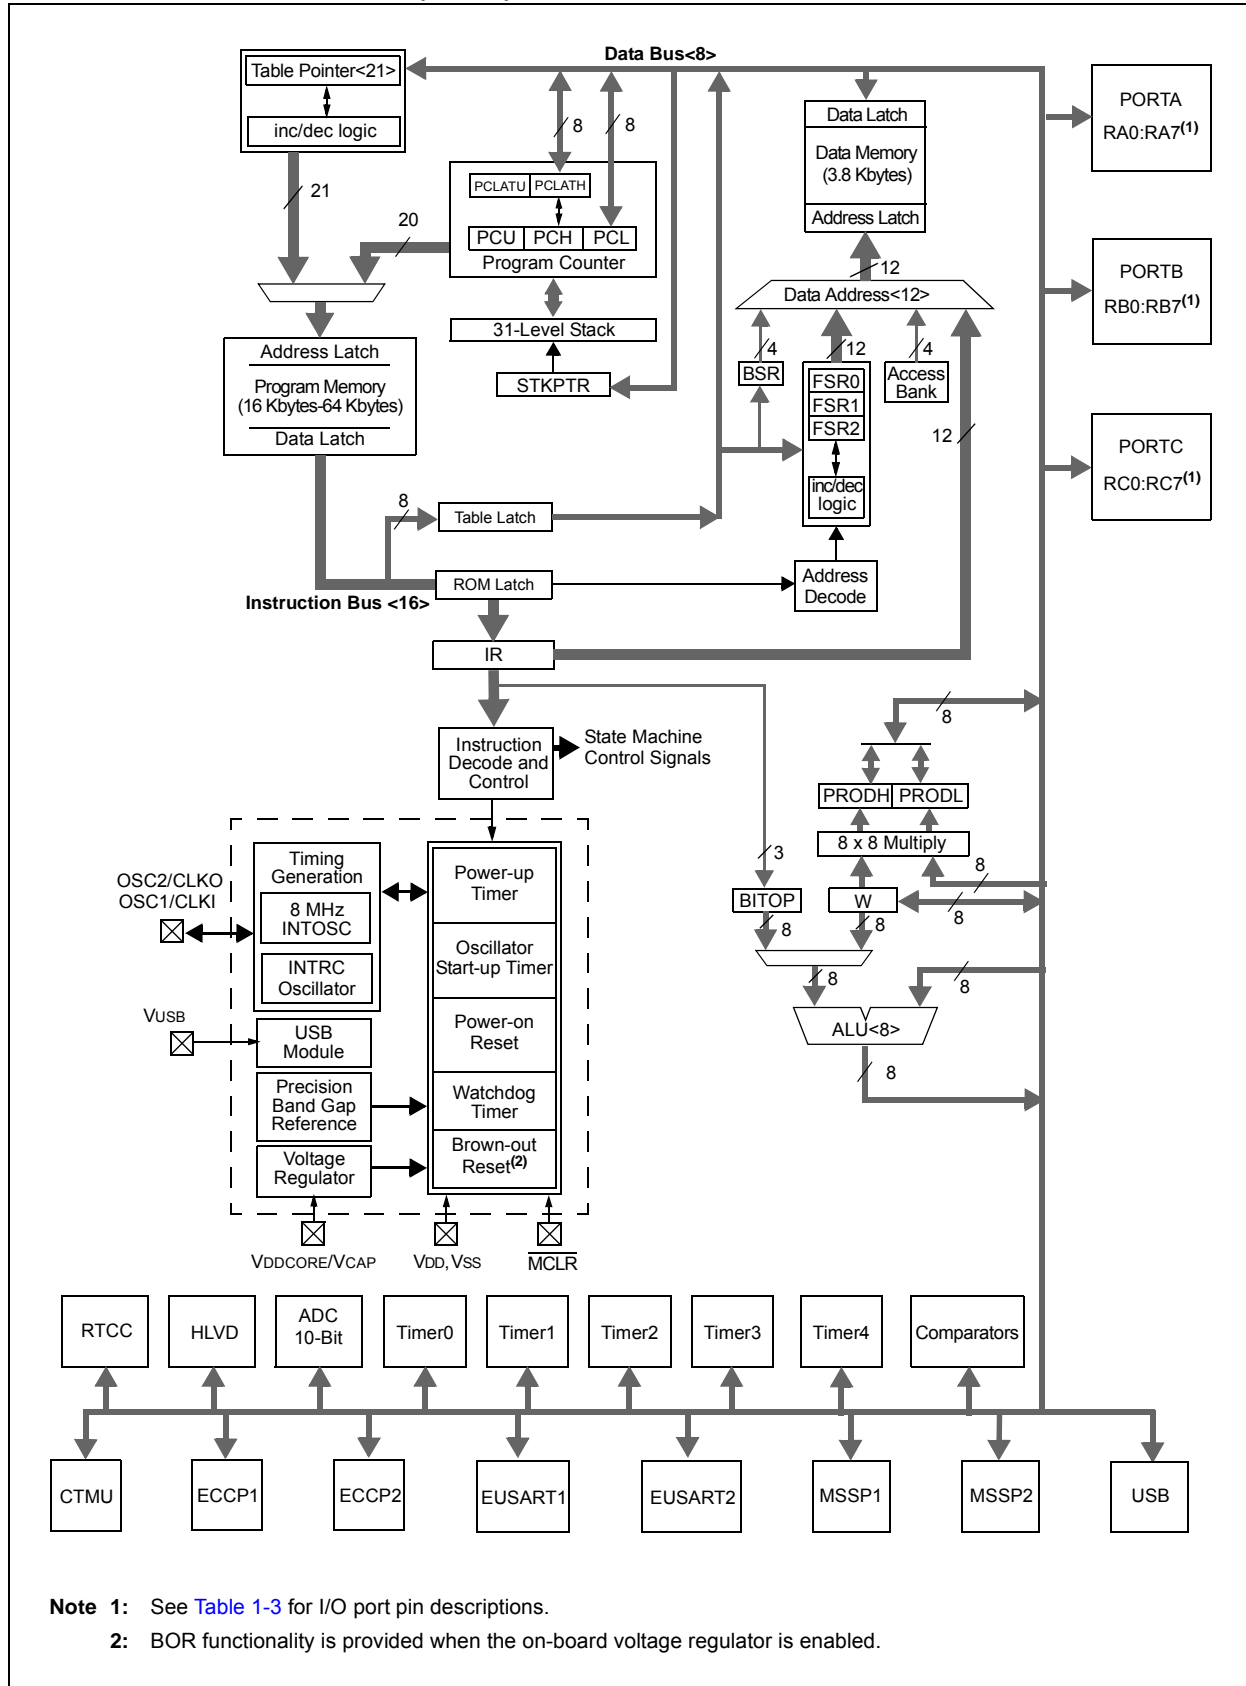 Data Bus<8>
Table Pointer<21>
inc/dec logic
21
20
8
8
PCLATU PCLATH
PCU PCH PCL
Program Counter
31-Level Stack
STKPTR
Data Latch
Data Memory
(3.8 Kbytes)
Address Latch
12
Data Address<12>
4
12
4
BSR
FSR0
FSR1
FSR2
inc/dec
logic
Access
Bank
12
Address
Decode
PORTA
RA0:RA7(1)
PORTB
RB0:RB7(1)
PORTC
RC0:RC7(1)
Address Latch
Program Memory
(16 Kbytes-64 Kbytes)
Data Latch
8
Table Latch
ROM Latch
Instruction Bus <16>
IR
Instruction
Decode and
Control
State Machine
Control Signals
8
PRODH PRODL
8 x 8 Multiply
3
8
BITOP
W
8
8
8
8
8
ALU<8>
8
Timing
Generation
8 MHz
INTOSC
INTRC
Oscillator
OSC2/CLKO
OSC1/CLKI
VUSB
USB
Module
Precision
Band Gap
Reference
Voltage
Regulator
Power-up
Timer
Oscillator
Start-up Timer
Power-on
Reset
Watchdog
Timer
Brown-out
Reset(2)
VDDCORE/VCAP
VDD, VSS
MCLR
RTCC
HLVD
ADC
10-Bit
Timer0
Timer1
Timer2
Timer3
Timer4
Comparators
CTMU
ECCP1
ECCP2
EUSART1
EUSART2
MSSP1
MSSP2
USB
Note 1: See Table 1-3 for I/O port pin descriptions.
2: BOR functionality is provided when the on-board voltage regulator is enabled.